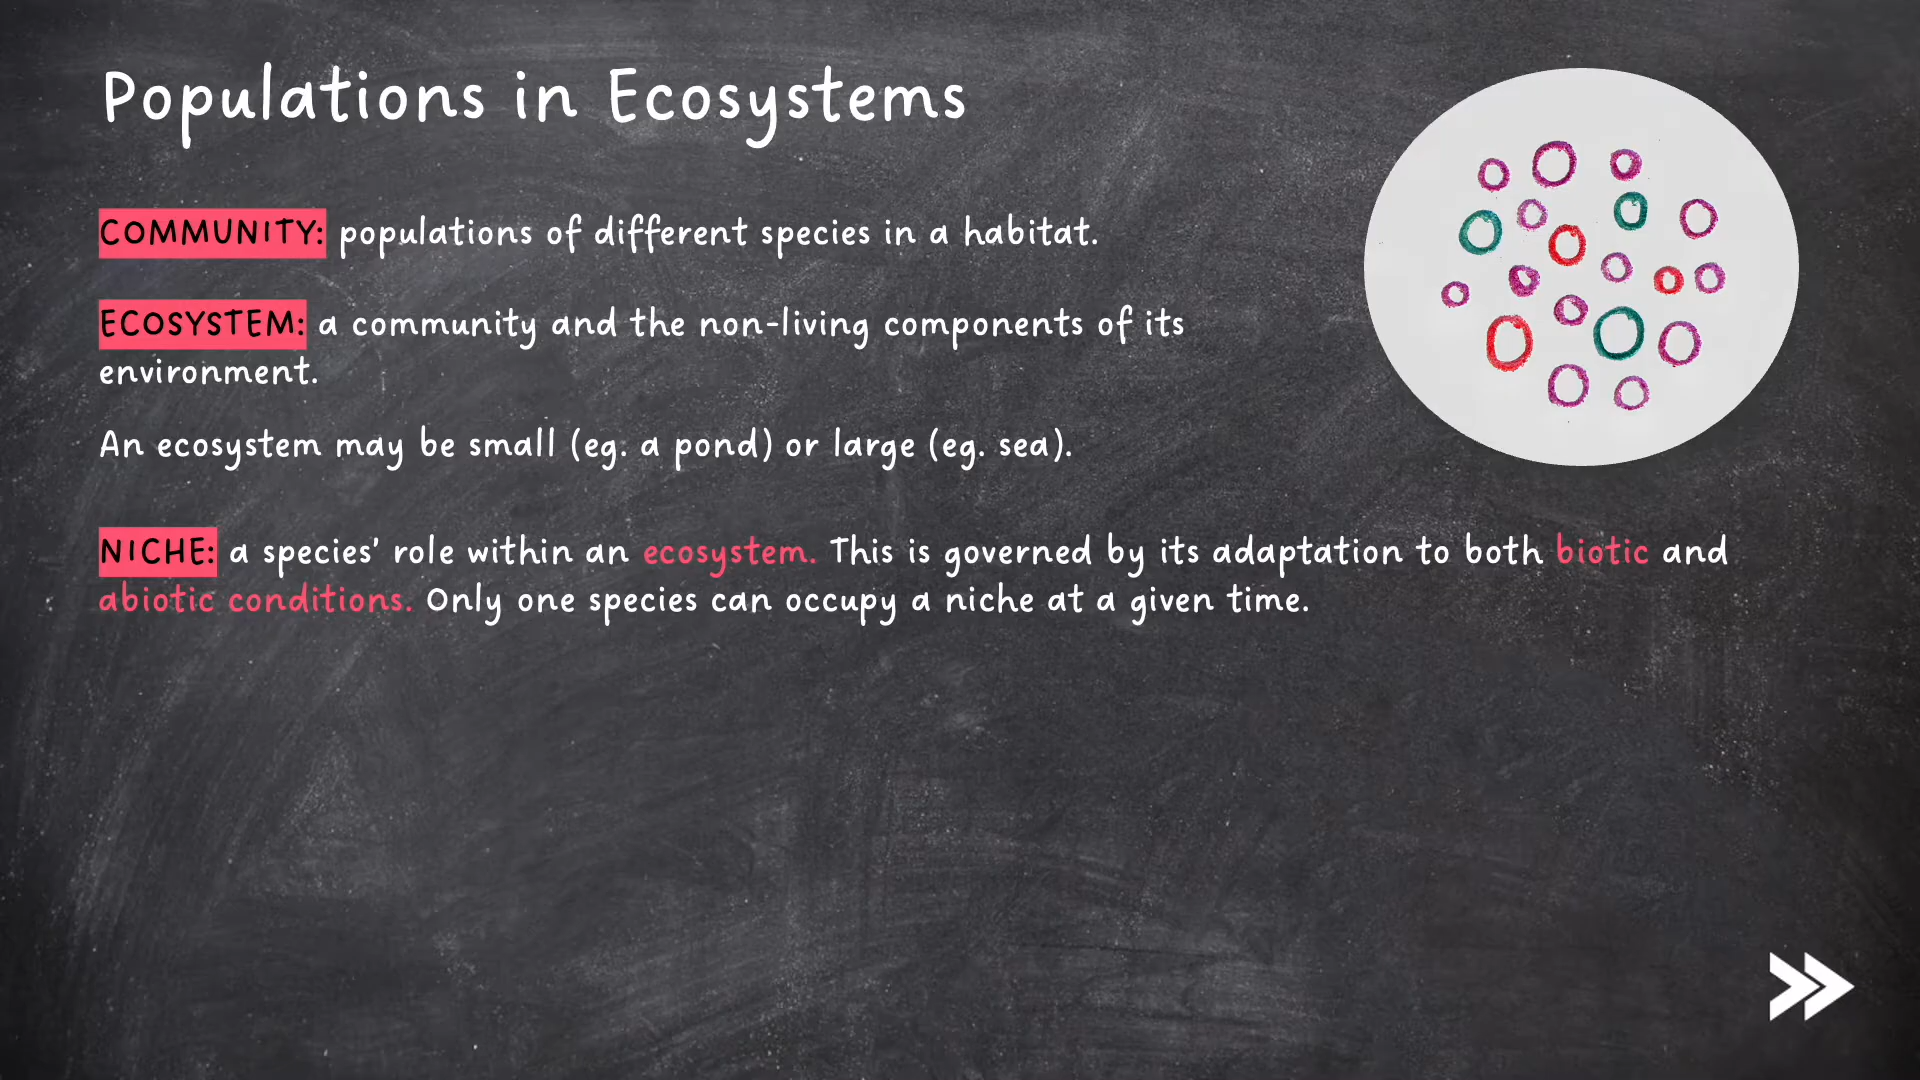 Populations in Ecosystems
COMMUNITY: populations of different species in a habitat.
ECOSYSTEM: a community and the non-living components of its
environment.
An ecosystem may be small (eg. a pond) or large (eg. sea).
NICHE: a species' role within an ecosystem. This is governed by its adaptation to both biotic and
abiotic conditions. Only one species can occupy a niche at a given time.